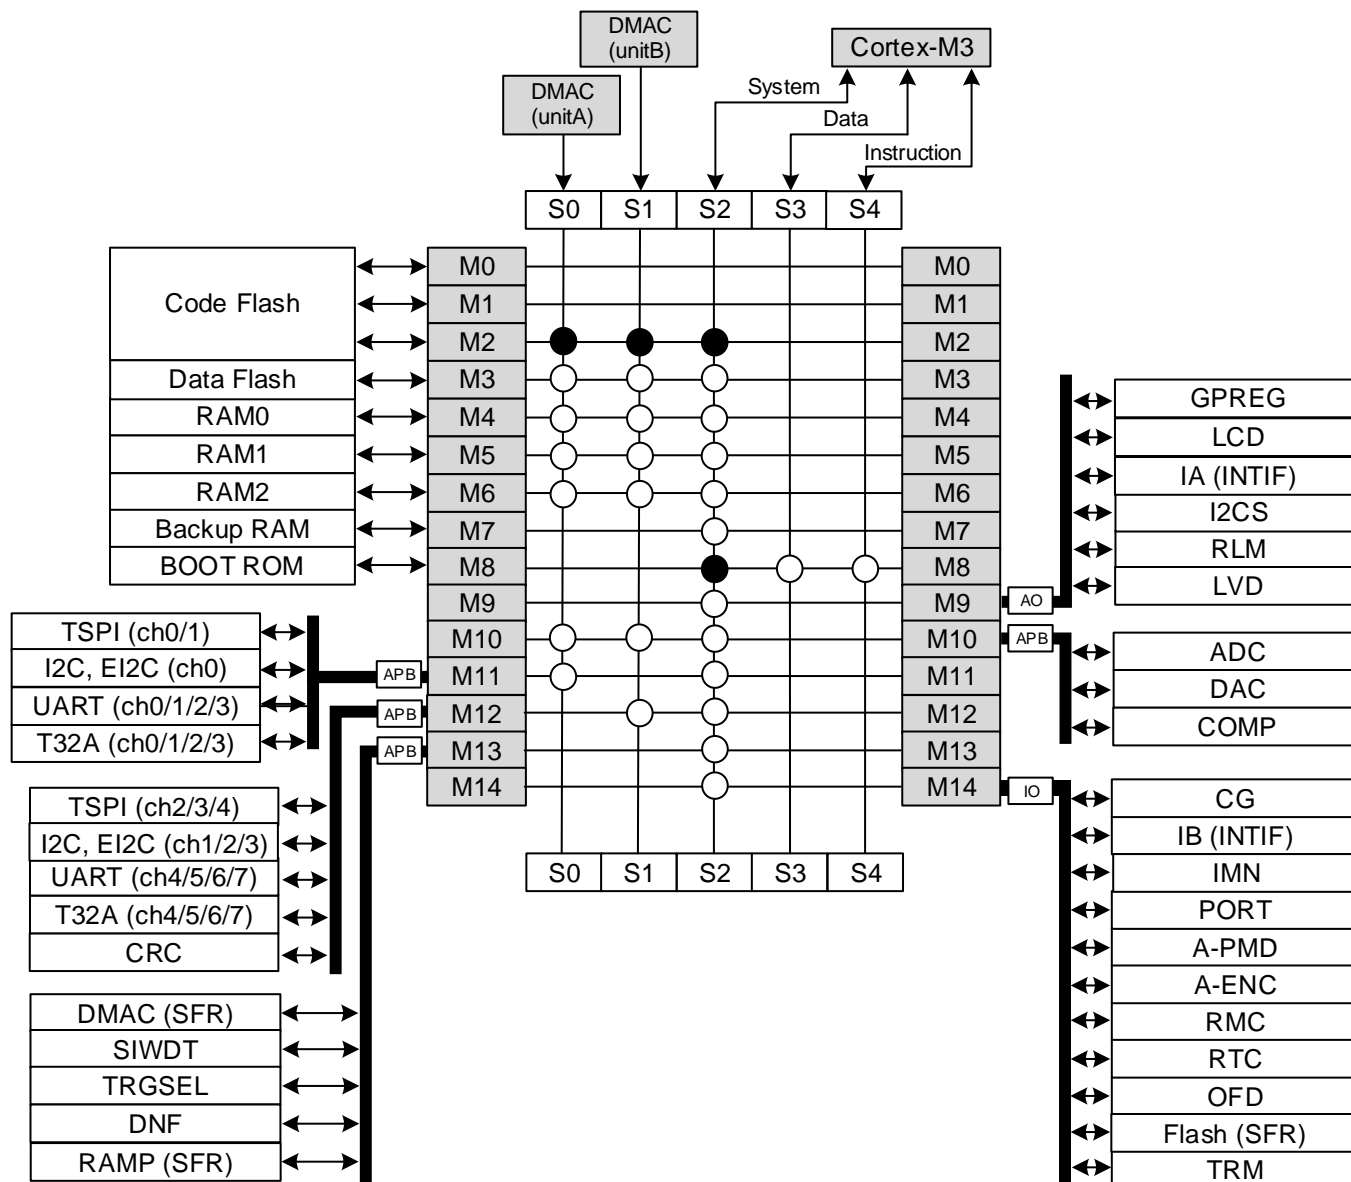 DMAC
(unitB)
Cortex-M3
DMAC
(unitA)
System
Data
Instruction
S0 S1 S2 S3 S4
Code Flash
Data Flash
RAM0
RAM1
RAM2
Backup RAM
BOOT ROM
M0 M0
M1 M1
M2 M2
M3 M3
M4 M4
M5 M5
M6 M6
M7 M7
M8 M8
M9 M9
M10 M10
M11 M11
M12 M12
M13 M13
M14 M14
S0 S1 S2 S3 S4
AO
GPREG
LCD
IA (INTIF)
I2CS
RLM
LVD
APB
ADC
DAC
COMP
IO
CG
IB (INTIF)
IMN
PORT
A-PMD
A-ENC
RMC
RTC
OFD
Flash (SFR)
TRM
APB
TSPI (ch0/1)
I2C, EI2C (ch0)
UART (ch0/1/2/3)
T32A (ch0/1/2/3)
APB
TSPI (ch2/3/4)
I2C, EI2C (ch1/2/3)
UART (ch4/5/6/7)
T32A (ch4/5/6/7)
CRC
APB
DMAC (SFR)
SIWDT
TRGSEL
DNF
RAMP (SFR)